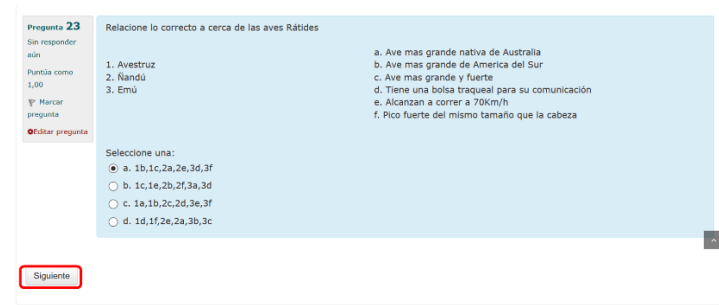 Pregunta 23
Sin responder
aún
Puntúa como
1,00
Marcar
pregunta
Editar pregunta
Relacione lo correcto a cerca de las aves Rátides
1. Avestruz
2. Ñandú
3. Emú
a. Ave mas grande nativa de Australia
b. Ave mas grande de America del Sur
c. Ave mas grande y fuerte
d. Tiene una bolsa traqueal para su comunicación
e. Alcanzan a correr a 70Km/h
f. Pico fuerte del mismo tamaño que la cabeza
Seleccione una:
a. 1b,1c,2a,2e,3d,3f
b. 1c,1e,2b,2f,3a,3d
c. 1a,1b,2c,2d,3e,3f
d. 1d,1f,2e,2a,3b,3c
Siguiente